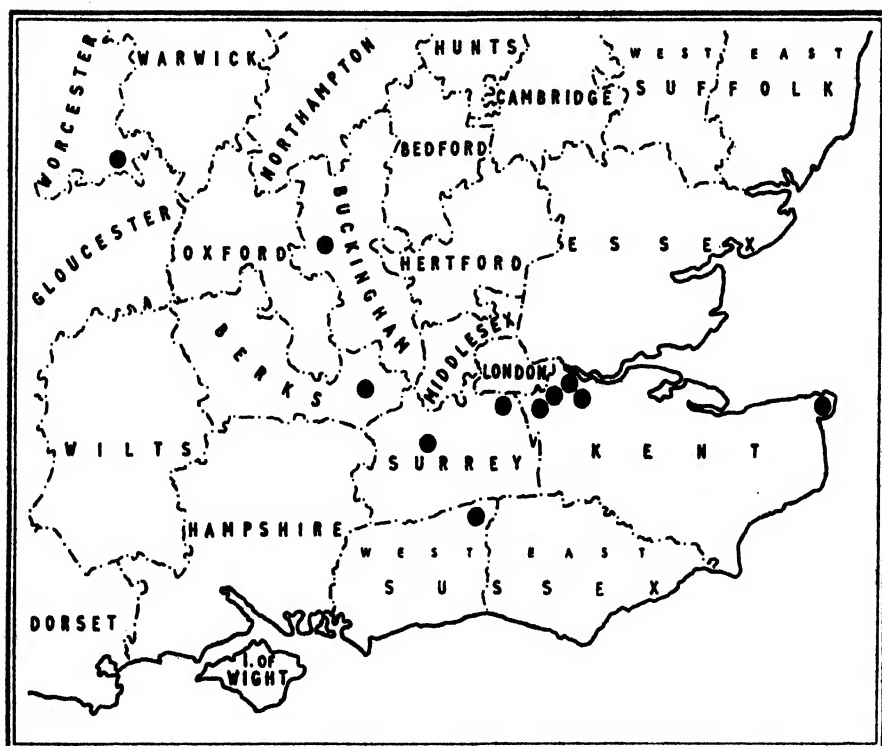 HUNTS
WARWICK
WEST EAST
SUFFOLK
WORCESTER
NORTHAMPTON
CAMBRIDGE
BEDFORD
BUCKINGHAM
GLOUCESTER
OXFORD
HERTFORD
ESSEX
BERKS
MIDDLESEX
LONDON
WILTS
SURREY
KENT
HAMPSHIRE
WEST EAST
SUSSEX
DORSET
I. OF
WIGHT